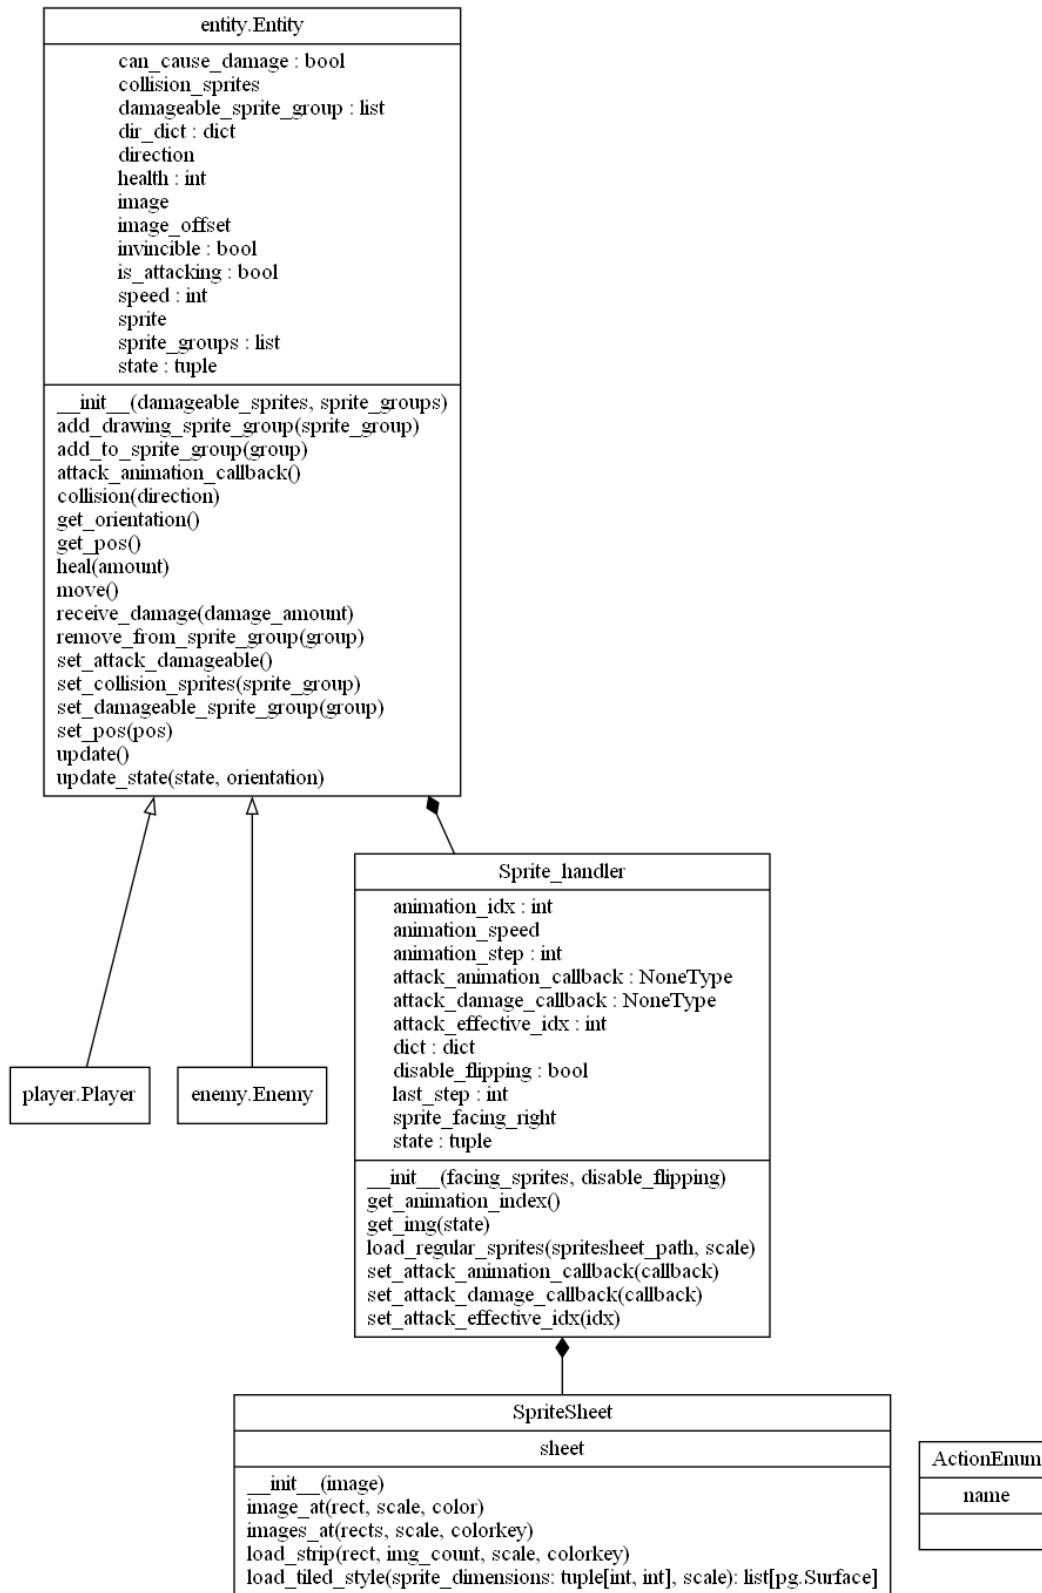 entity.Entity
can_cause_damage : bool
collision_sprites
damageable_sprite_group : list
dir_dict : dict
direction
health : int
image
image_offset
invincible : bool
is_attacking : bool
speed : int
sprite
sprite_groups : list
state : tuple
__init__(damageable_sprites, sprite_groups)
add_drawing_sprite_group(sprite_group)
add_to_sprite_group(group)
attack_animation_callback()
collision(direction)
get_orientation()
get_pos()
heal(amount)
move()
receive_damage(damage_amount)
remove_from_sprite_group(group)
set_attack_damageable()
set_collision_sprites(sprite_group)
set_damageable_sprite_group(group)
set_pos(pos)
update()
update_state(state, orientation)
player.Player
enemy.Enemy
Sprite_handler
animation_idx : int
animation_speed
animation_step : int
attack_animation_callback : NoneType
attack_damage_callback : NoneType
attack_effective_idx : int
dict : dict
disable_flipping : bool
last_step : int
sprite_facing_right
state : tuple
__init__(facing_sprites, disable_flipping)
get_animation_index()
get_img(state)
load_regular_sprites(spritesheet_path, scale)
set_attack_animation_callback(callback)
set_attack_damage_callback(callback)
set_attack_effective_idx(idx)
SpriteSheet
sheet
__init__(image)
image_at(rect, scale, color)
images_at(rects, scale, colorkey)
load_strip(rect, img_count, scale, colorkey)
load_tiled_style(sprite_dimensions: tuple[int, int], scale): list[pg.Surface]
ActionEnum
name